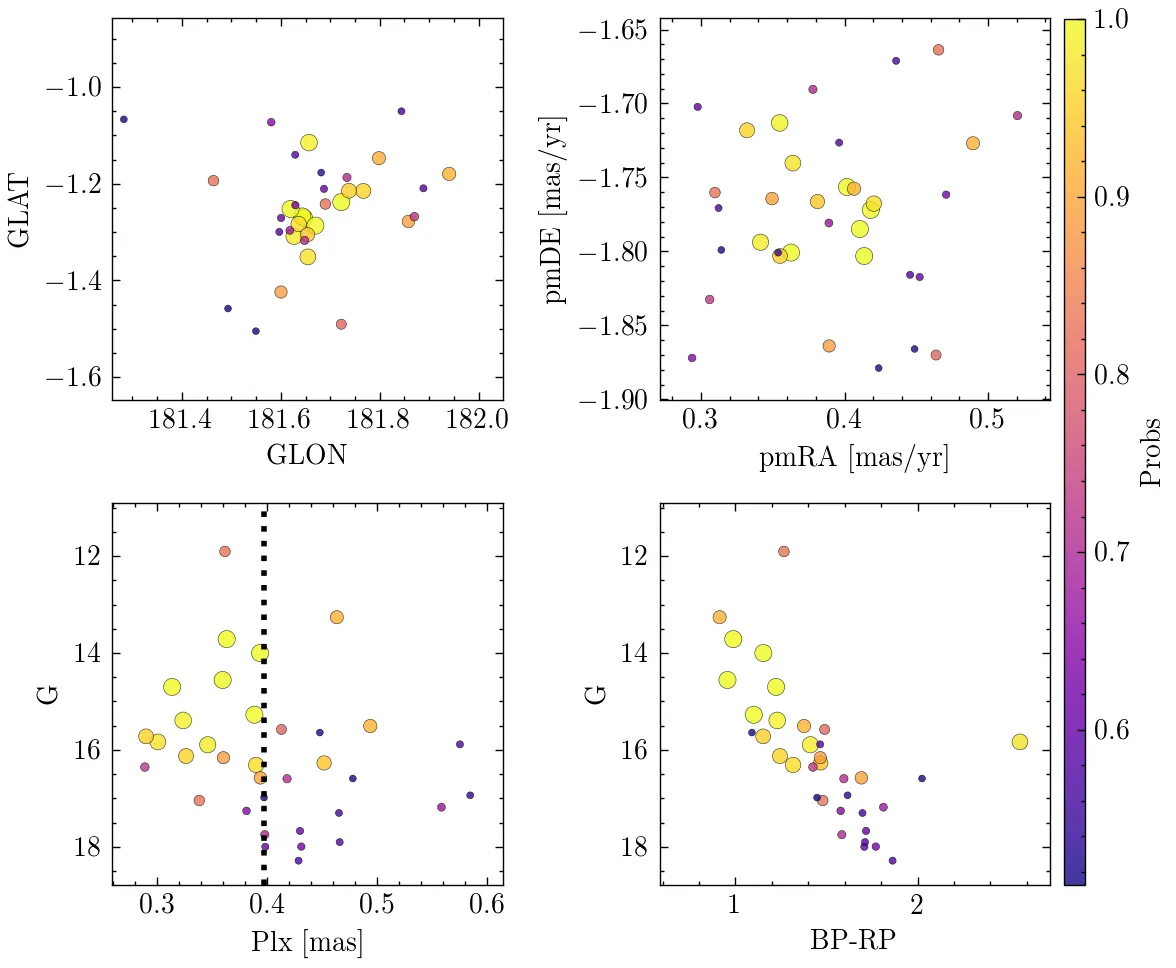 −1.0
−1.2
−1.4
−1.6
GLAT
181.4 181.6 181.8 182.0
GLON
−1.65
−1.70
−1.75
−1.80
−1.85
−1.90
pmDE [mas/yr]
0.3 0.4 0.5
pmRA [mas/yr]
12
14
16
18
G
0.3 0.4 0.5 0.6
Plx [mas]
12
14
16
18
G
1 2
BP-RP
1.0
0.9
0.8
0.7
0.6
Probs